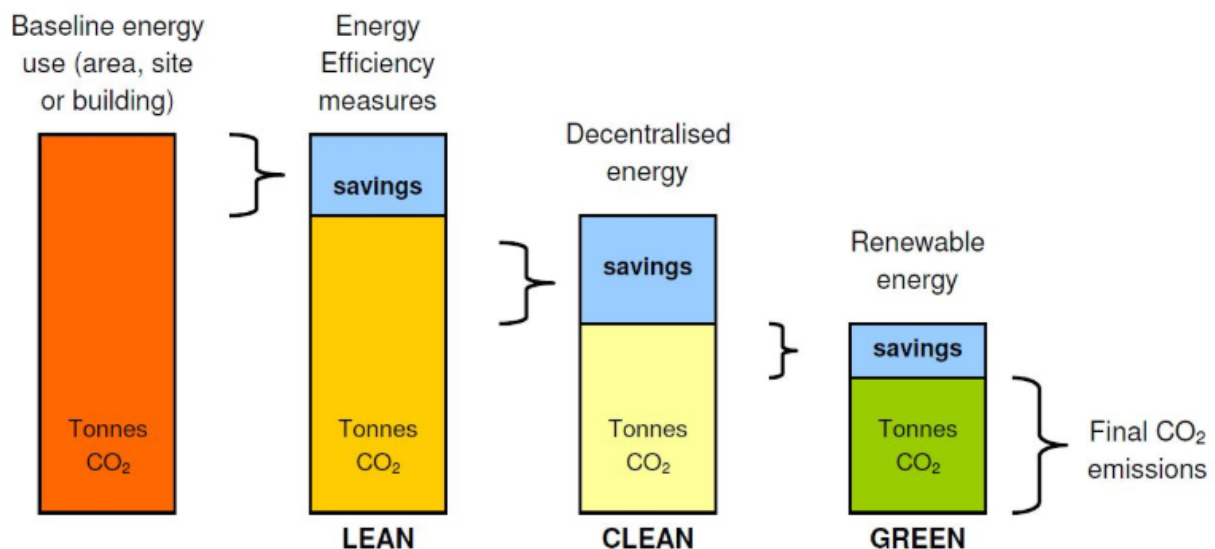 Baseline energy
use (area, site
or building)
Energy
Efficiency
measures
Decentralised
energy
Renewable
energy
savings
savings
savings
Tonnes
CO₂
Tonnes
CO₂
Tonnes
CO₂
Tonnes
CO₂
Final CO₂
emissions
LEAN
CLEAN
GREEN